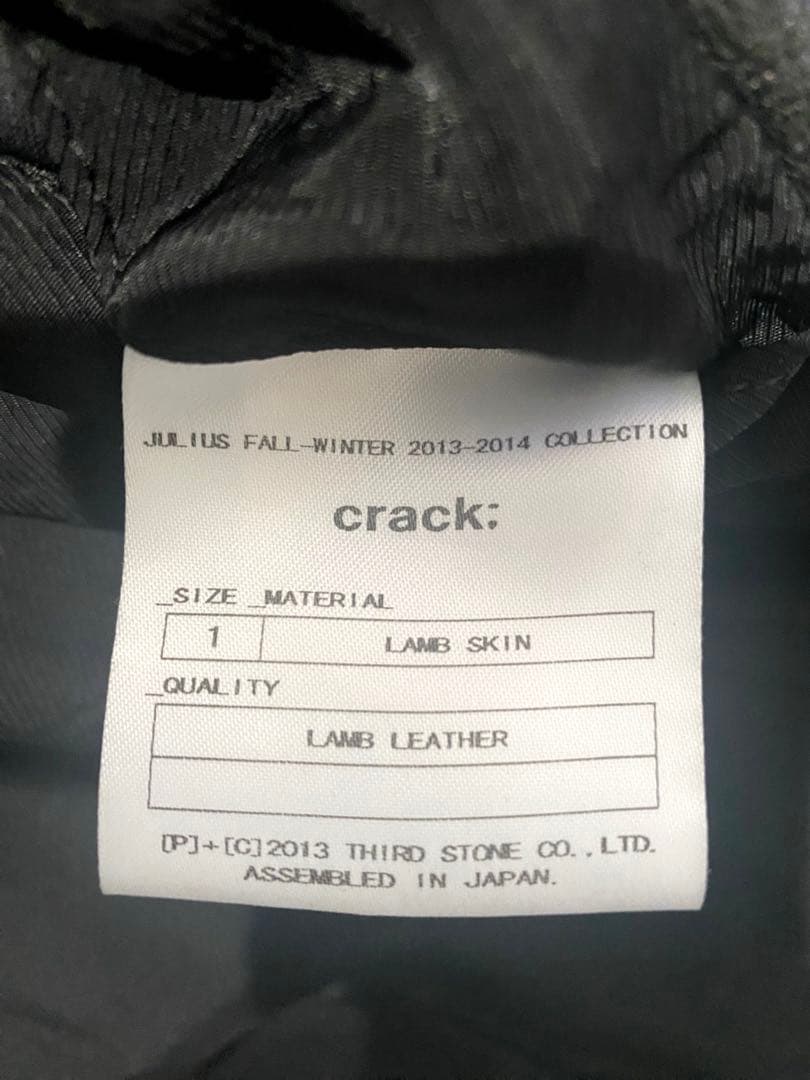 JULIUS FALL-WINTER 2013-2014 COLLECTION
crack:
_SIZE _MATERIAL
1 LAMB SKIN
_QUALITY
LAMB LEATHER
[P]+[C]2013 THIRD STONE CO.,LTD.
ASSEMBLED IN JAPAN.